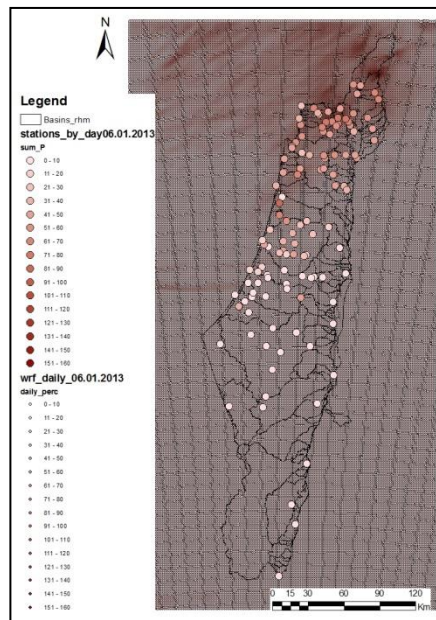 N
Legend
Basins_rhm
stations_by_day06.01.2013
sum_P
0 - 10
11 - 20
21 - 30
31 - 40
41 - 50
51 - 60
61 - 70
71 - 80
81 - 90
91 - 100
101 - 110
111 - 120
121 - 130
131 - 140
141 - 150
151 - 160
wrf_daily_06.01.2013
daily_perc
0 - 10
11 - 20
21 - 30
31 - 40
41 - 50
51 - 60
61 - 70
71 - 80
81 - 90
91 - 100
101 - 110
111 - 120
121 - 130
131 - 140
141 - 150
151 - 160
0 15 30 60 90 120
Km